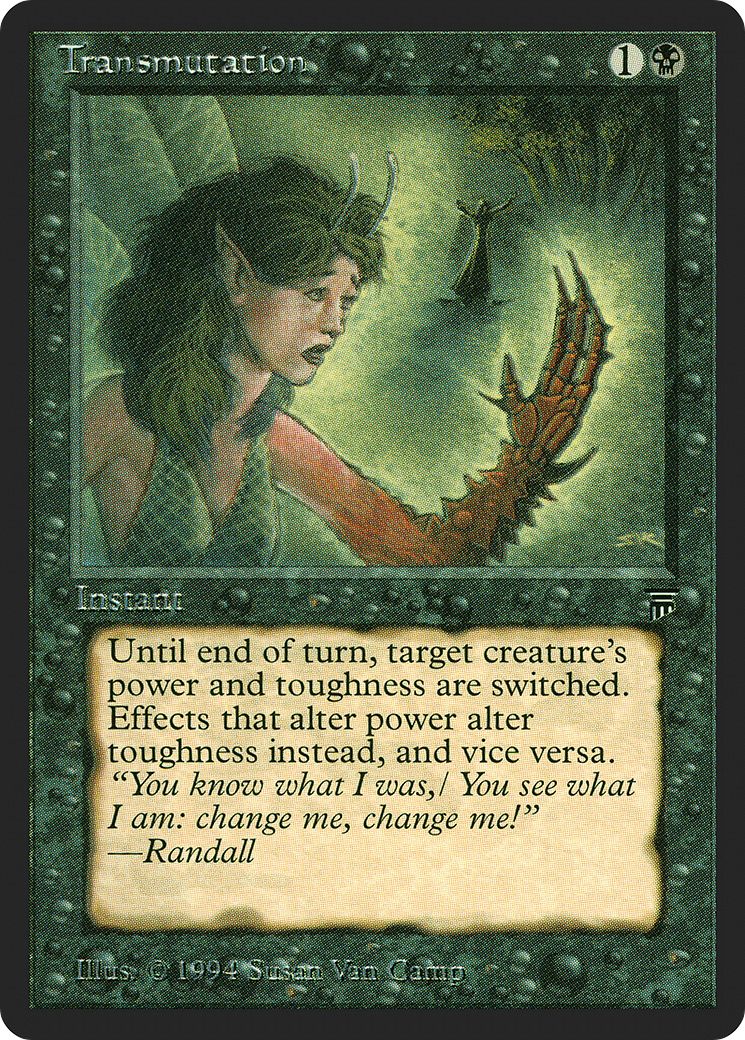 Transmutation 1
Instant
Until end of turn, target creature's
power and toughness are switched.
Effects that alter power alter
toughness instead, and vice versa.
"You know what I was,/ You see what
I am: change me, change me!"
—Randall
Illus. © 1994 Susan Van Camp